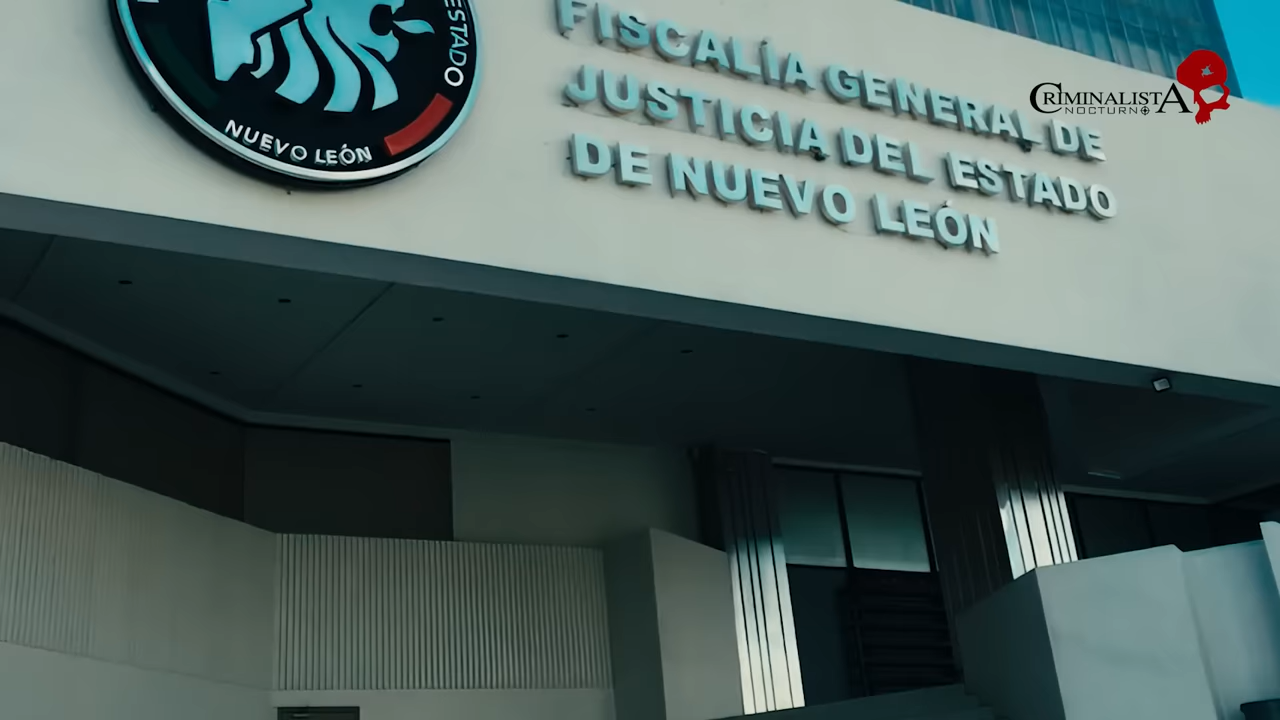 ESTADO
NUEVO LEÓN
FISCALÍA GENERAL DE
JUSTICIA DEL ESTADO
DE NUEVO LEÓN
CRIMINALISTA
NOCTURNO